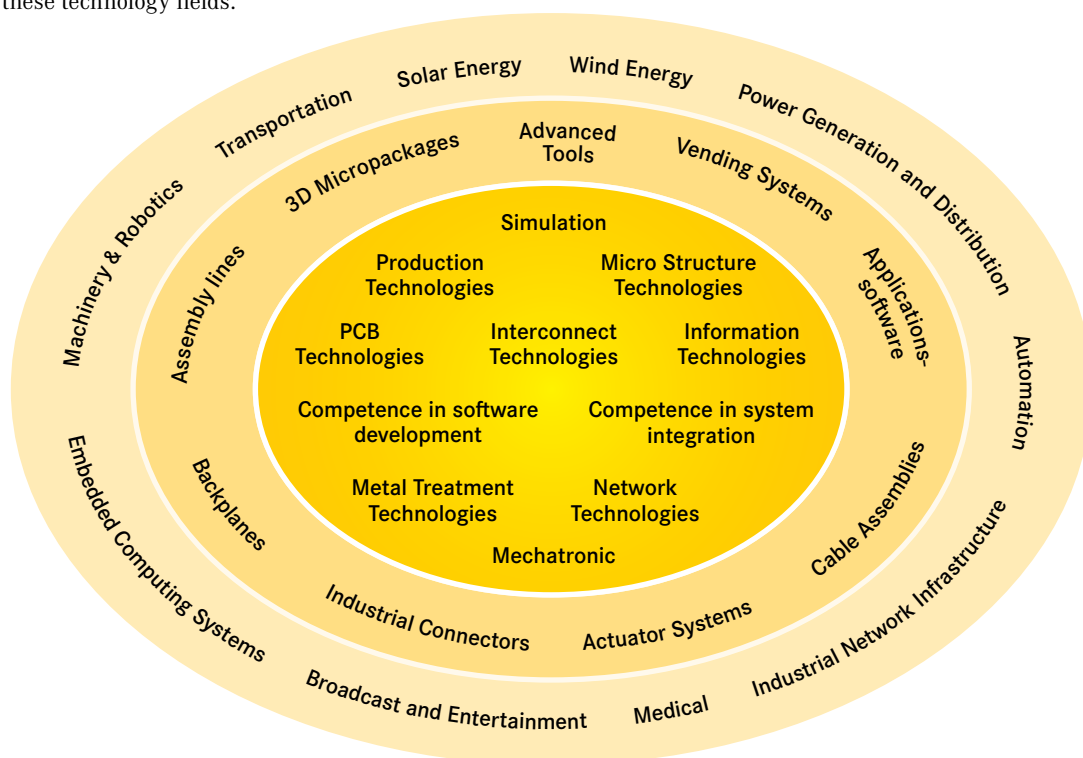 these technology fields.
Solar Energy
Wind Energy
Power Generation and Distribution
Automation
Industrial Network Infrastructure
Medical
Broadcast and Entertainment
Embedded Computing Systems
Machinery & Robotics
Transportation
3D Micropackages
Advanced
Tools
Vending Systems
Applications-
software
Cable Assemblies
Actuator Systems
Industrial Connectors
Backplanes
Assembly lines
Simulation
Production
Technologies
Micro Structure
Technologies
PCB
Technologies
Interconnect
Technologies
Information
Technologies
Competence in software
development
Competence in system
integration
Metal Treatment
Technologies
Network
Technologies
Mechatronic